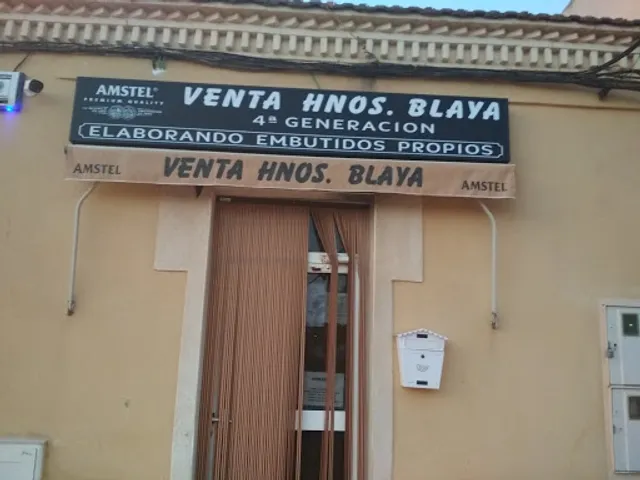 AMSTEL®
PREMIUM QUALITY
VENTA HNOS. BLAYA
4ª GENERACION
ELABORANDO EMBUTIDOS PROPIOS
AMSTEL VENTA HNOS. BLAYA AMSTEL